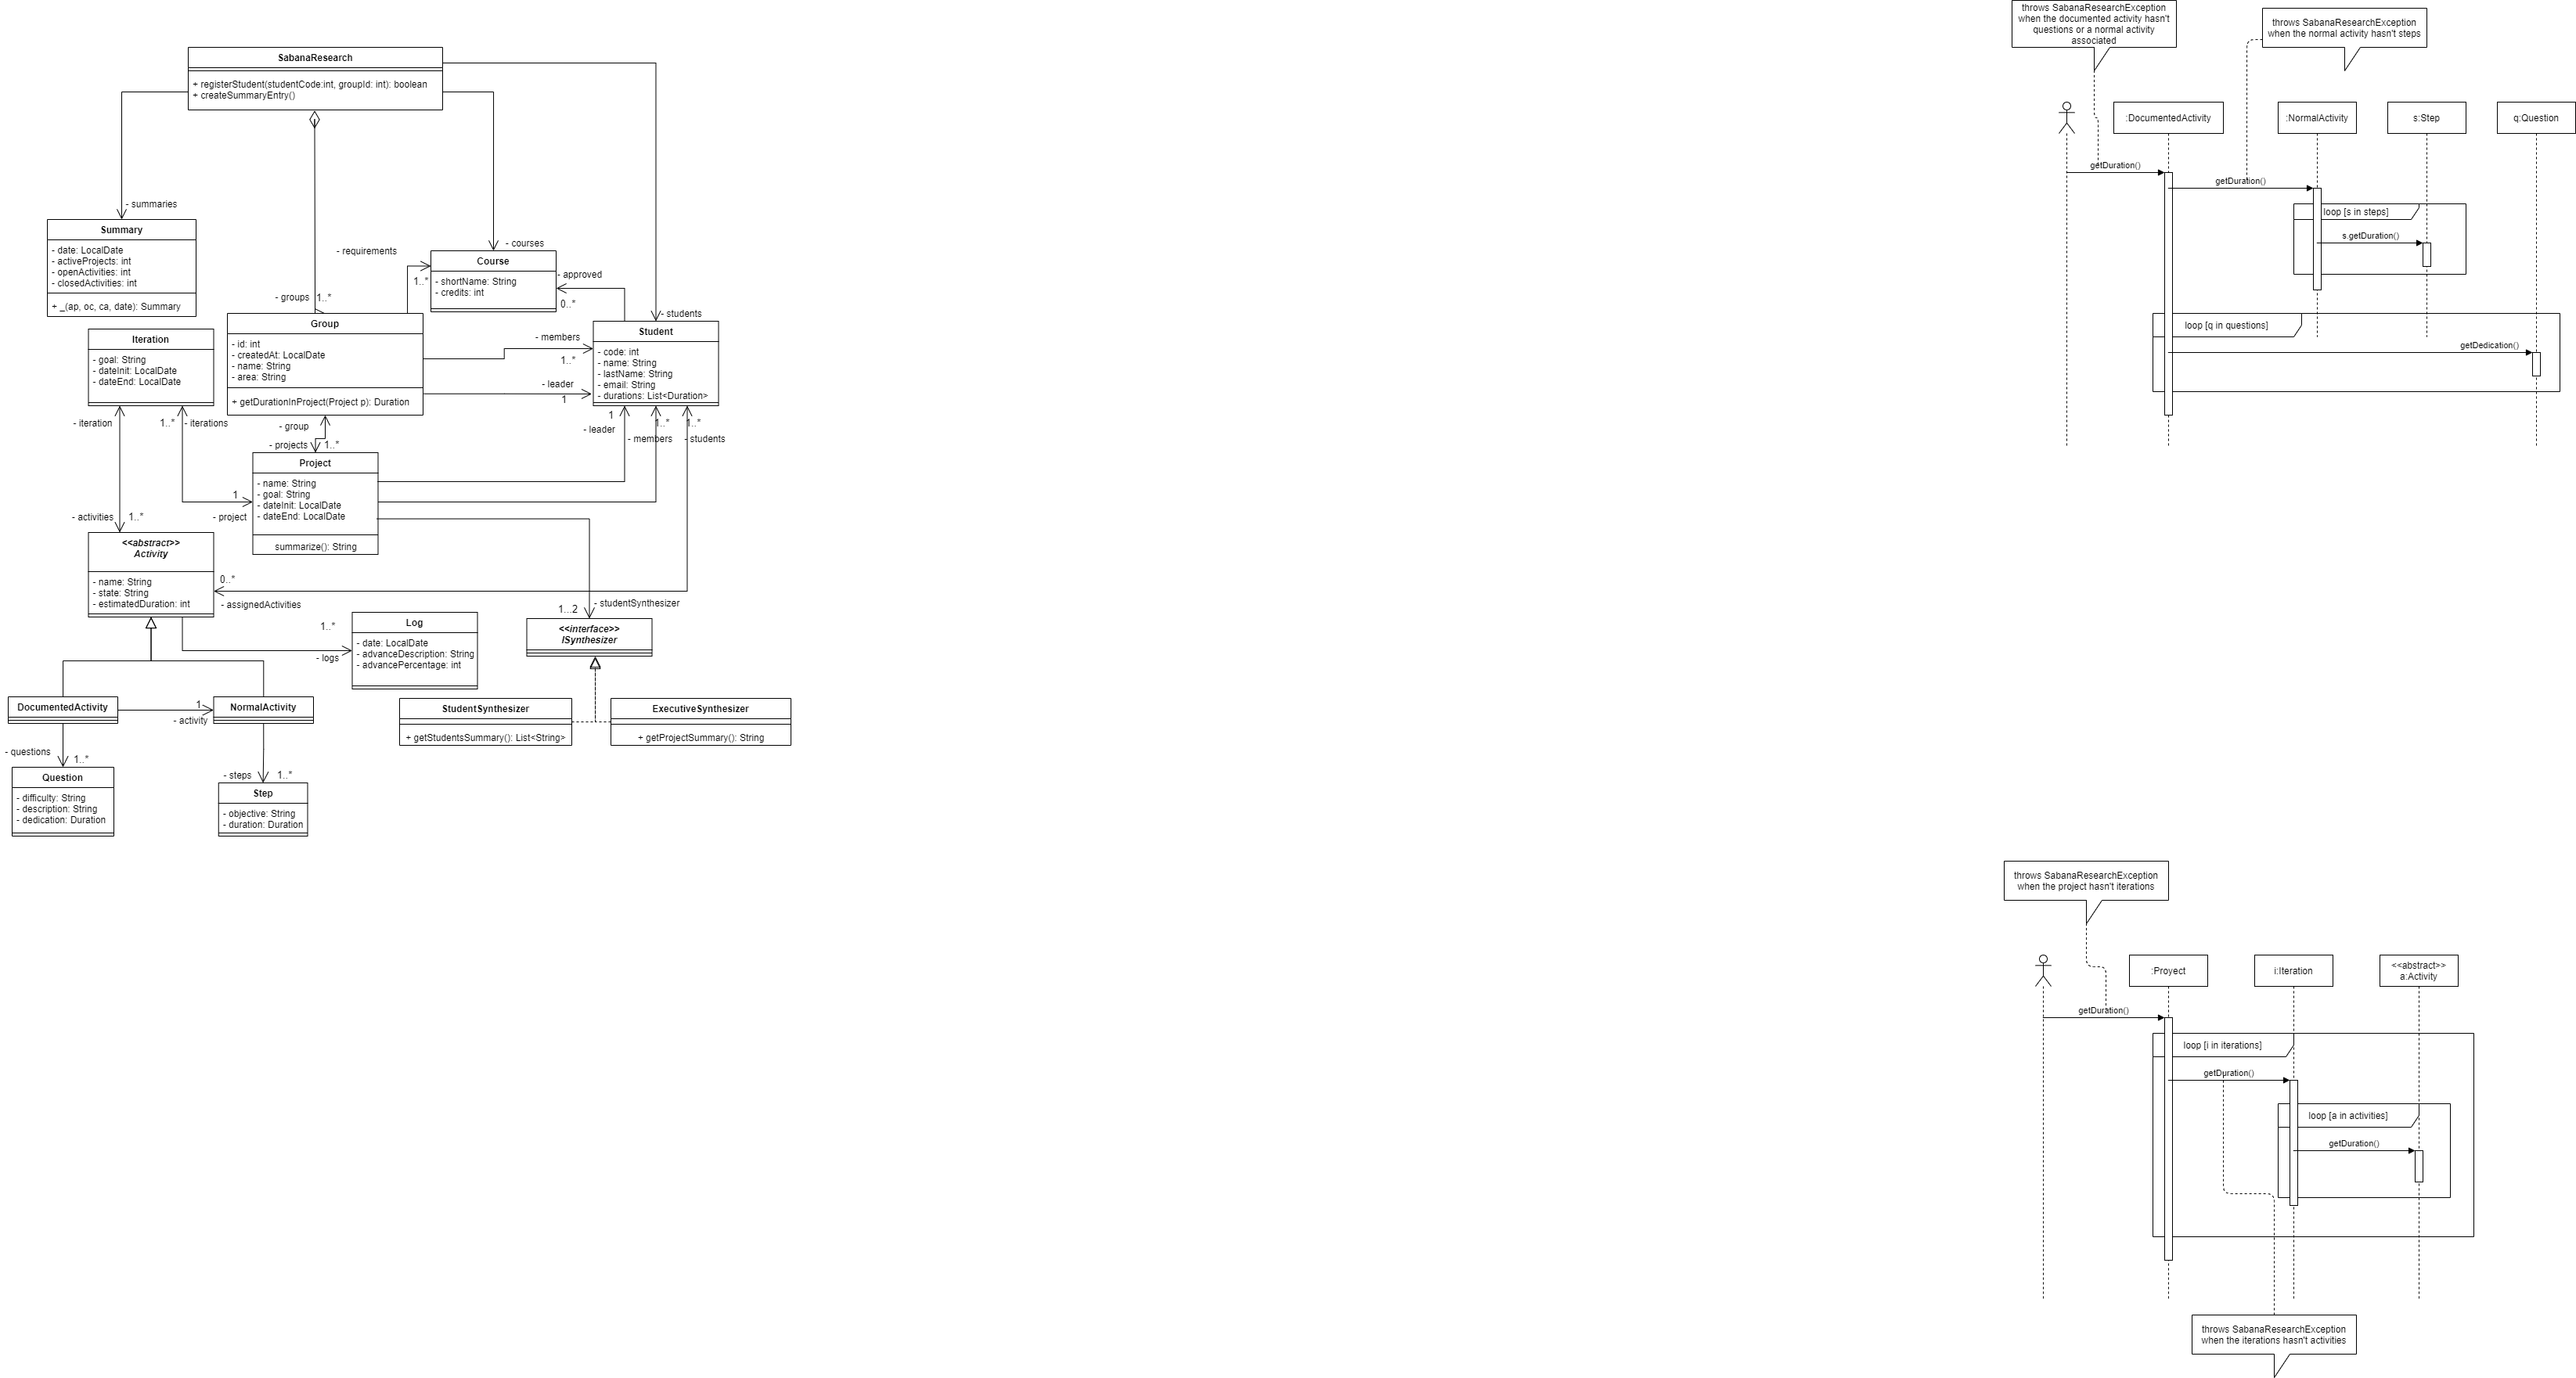 SabanaResearch
+ registerStudent(studentCode:int, groupId: int): boolean
+ createSummaryEntry()
- summaries
Summary
- date: LocalDate
- activeProjects: int
- openActivities: int
- closedActivities: int
+ _(ap, oc, ca, date): Summary
- requirements
1..*
- courses
Course
- shortName: String
- credits: int
- approved
0..*
- groups
1..*
Group
- id: int
- createdAt: LocalDate
- name: String
- area: String
+ getDurationInProject(Project p): Duration
- members
1..*
- leader
1
- students
Student
- code: int
- name: String
- lastName: String
- email: String
- durations: List<Duration>
Iteration
- goal: String
- dateInit: LocalDate
- dateEnd: LocalDate
- iteration
1..*
- iterations
- group
- projects
1..*
1
- leader
1..*
- members
1..*
- students
Project
- name: String
- goal: String
- dateInit: LocalDate
- dateEnd: LocalDate
summarize(): String
1
- project
- activities
1..*
<<abstract>>
Activity
- name: String
- state: String
- estimatedDuration: int
0..*
- assignedActivities
1..*
- logs
Log
- date: LocalDate
- advanceDescription: String
- advancePercentage: int
1...2
- studentSynthesizer
<<interface>>
ISynthesizer
StudentSynthesizer
+ getStudentsSummary(): List<String>
ExecutiveSynthesizer
+ getProjectSummary(): String
DocumentedActivity
1
- activity
NormalActivity
- questions
1..*
Question
- difficulty: String
- description: String
- dedication: Duration
- steps
1..*
Step
- objective: String
- duration: Duration
throws SabanaResearchException
when the documented activity hasn't
questions or a normal activity
associated
throws SabanaResearchException
when the normal activity hasn't steps
:DocumentedActivity
:NormalActivity
s:Step
q:Question
getDuration()
getDuration()
loop [s in steps]
s.getDuration()
loop [q in questions]
getDedication()
throws SabanaResearchException
when the project hasn't iterations
:Proyect
i:Iteration
<<abstract>>
a:Activity
getDuration()
loop [i in iterations]
getDuration()
loop [a in activities]
getDuration()
throws SabanaResearchException
when the iterations hasn't activities